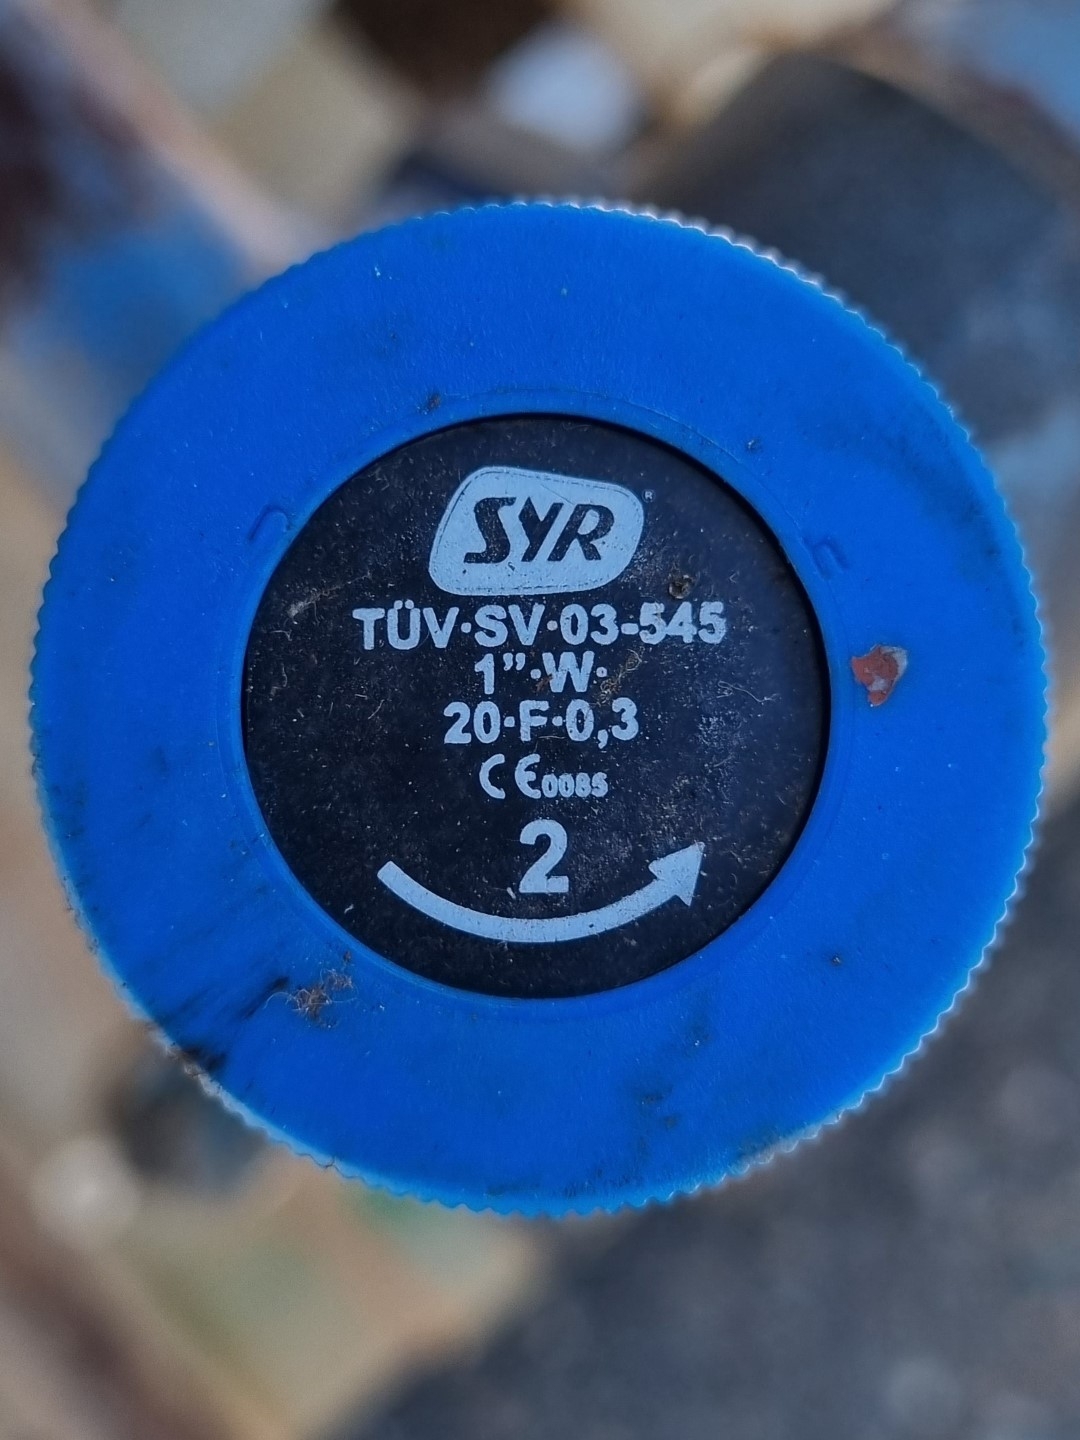 SYR®
TÜV·SV·03-545
1”·W·
20·F·0,3
CE0085
2